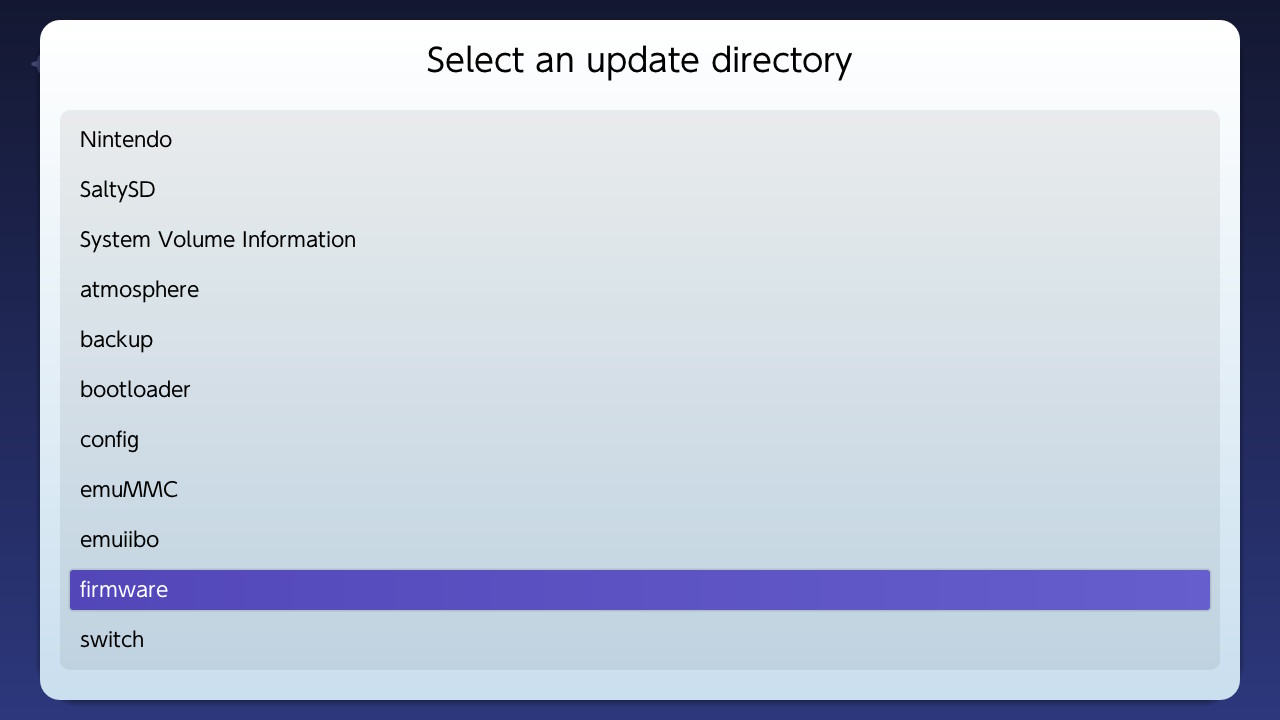 Select an update directory
Nintendo
SaltySD
System Volume Information
atmosphere
backup
bootloader
config
emuMMC
emuiibo
firmware
switch